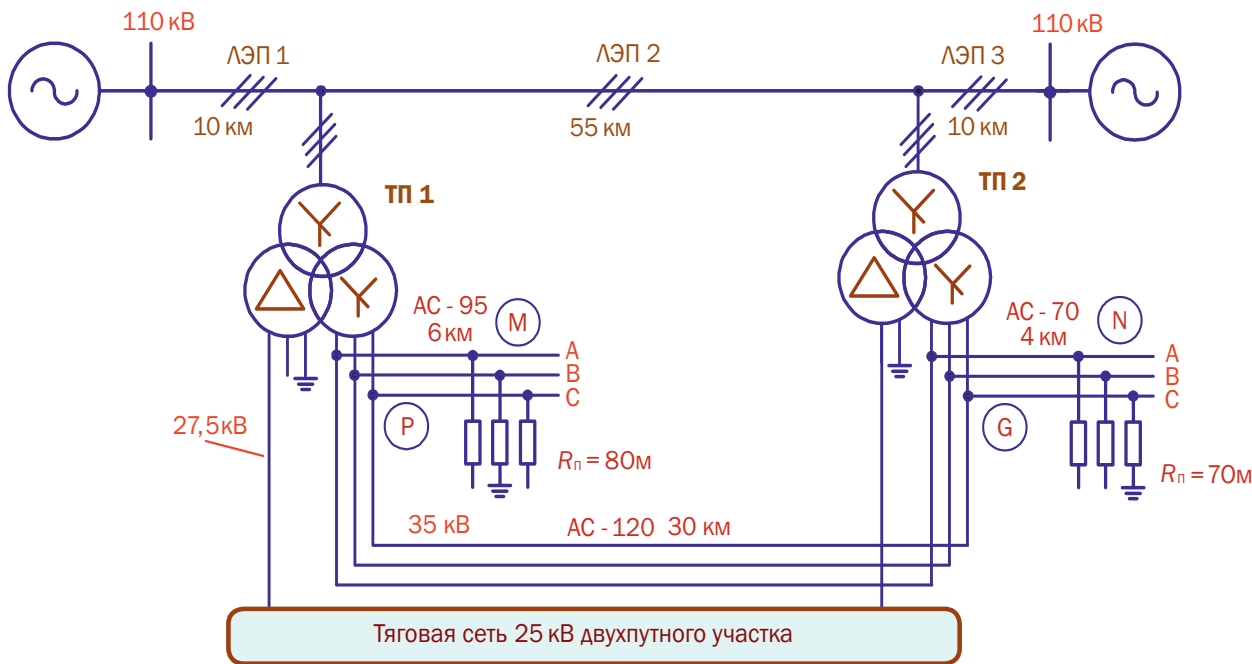 110 кВ
ЛЭП 1
ЛЭП 2
ЛЭП 3
110 кВ
10 км
55 км
10 км
ТП 1
ТП 2
АС - 95
6 км
M
A
B
C
АС - 70
4 км
N
A
B
C
27,5кВ
P
G
Rп = 80м
Rп = 70м
35 кВ
АС - 120 30 км
Тяговая сеть 25 кВ двухпутного участка